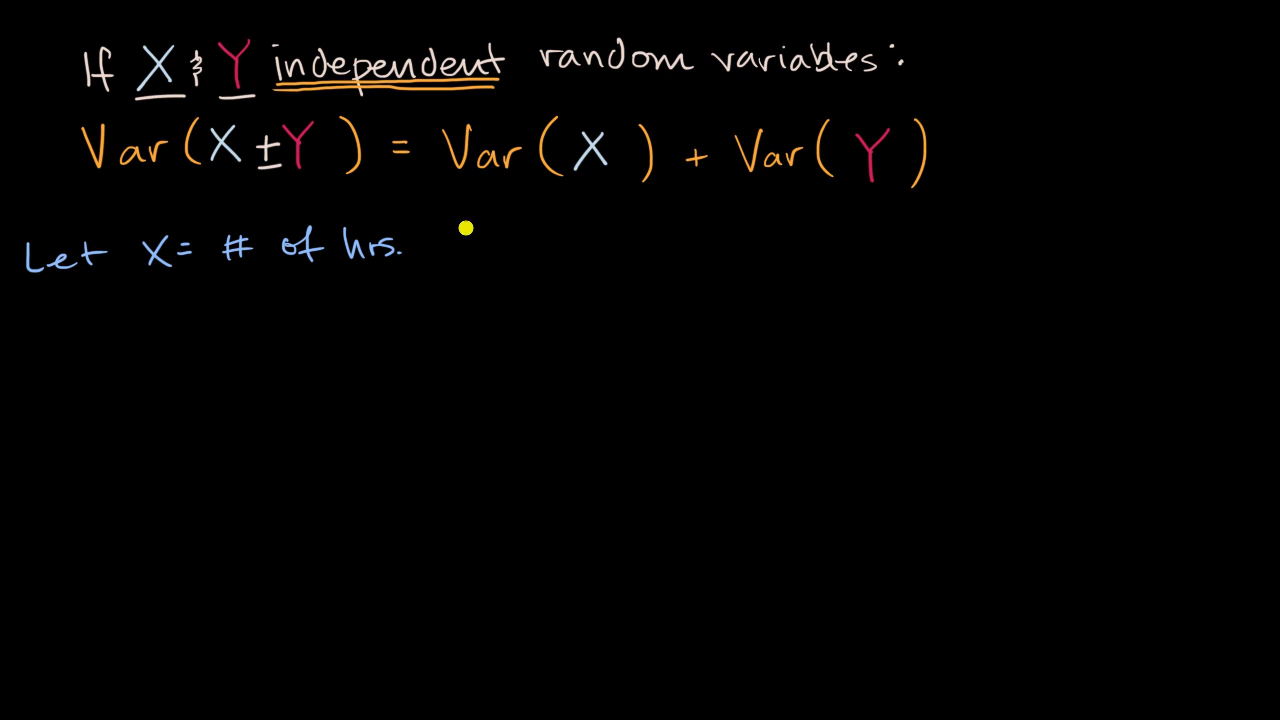 If X & Y independent random variables:
Var(X ± Y) = Var(X) + Var(Y)
Let X = # of hrs.